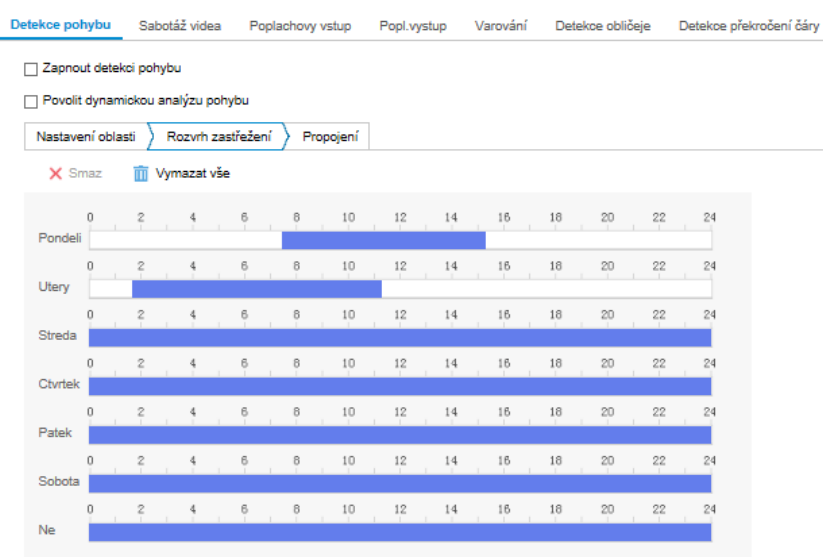 Detekce pohybu Sabotáž videa Poplachovy vstup Popl.vystup Varování Detekce obličeje Detekce překročení čáry
Zapnout detekci pohybu
Povolit dynamickou analýzu pohybu
Nastavení oblasti Rozvrh zastřežení Propojení
Smaz Vymazat vše
0 2 4 6 8 10 12 14 16 18 20 22 24
Pondeli
0 2 4 6 8 10 12 14 16 18 20 22 24
Utery
0 2 4 6 8 10 12 14 16 18 20 22 24
Streda
0 2 4 6 8 10 12 14 16 18 20 22 24
Ctvrtek
0 2 4 6 8 10 12 14 16 18 20 22 24
Patek
0 2 4 6 8 10 12 14 16 18 20 22 24
Sobota
0 2 4 6 8 10 12 14 16 18 20 22 24
Ne